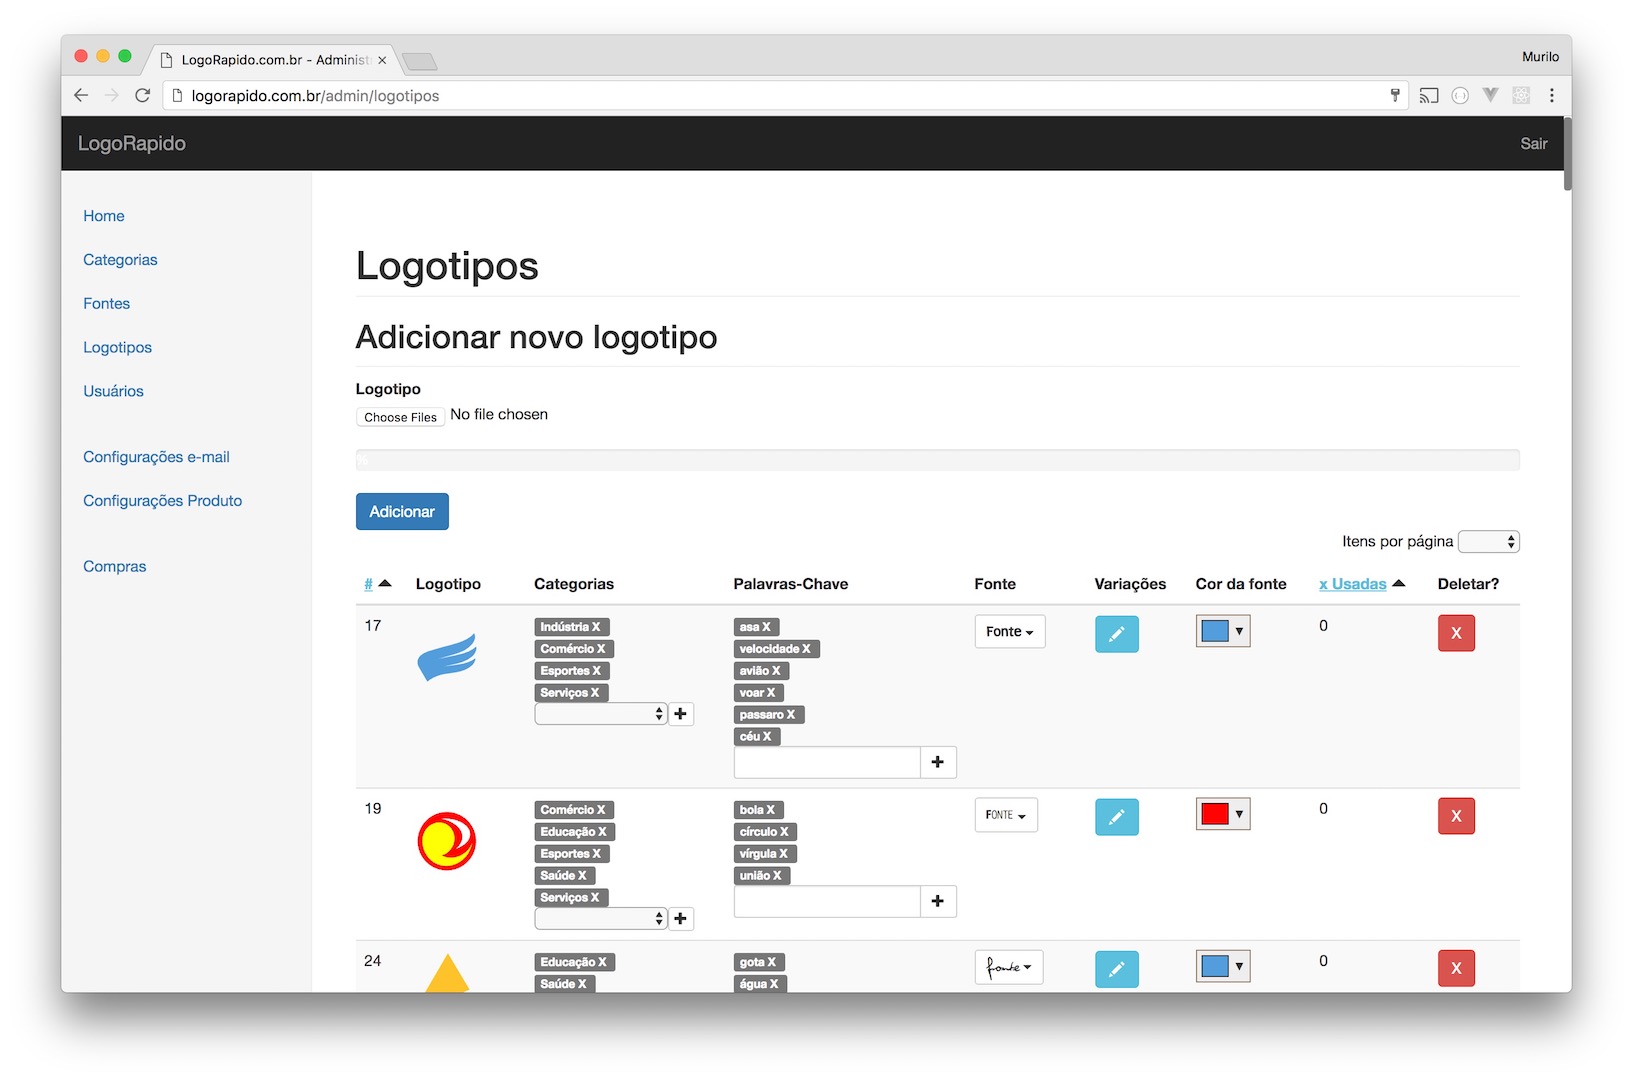 LogoRapido.com.br - Administ
Murilo
logorapido.com.br/admin/logotipos
LogoRapido
Sair
Home
Categorias
Fontes
Logotipos
Usuários
Configurações e-mail
Configurações Produto
Compras
Logotipos
Adicionar novo logotipo
Logotipo
Choose Files No file chosen
%
Adicionar
Itens por página
# Logotipo Categorias Palavras-Chave Fonte Variações Cor da fonte x Usadas Deletar?
17
Indústria X
Comércio X
Esportes X
Serviços X
+
asa X
velocidade X
avião X
voar X
passaro X
céu X
+
Fonte
0
X
19
Comércio X
Educação X
Esportes X
Saúde X
Serviços X
+
bola X
círculo X
vírgula X
união X
+
Fonte
0
X
24
Educação X
Saúde X
gota X
água X
fonte
0
X